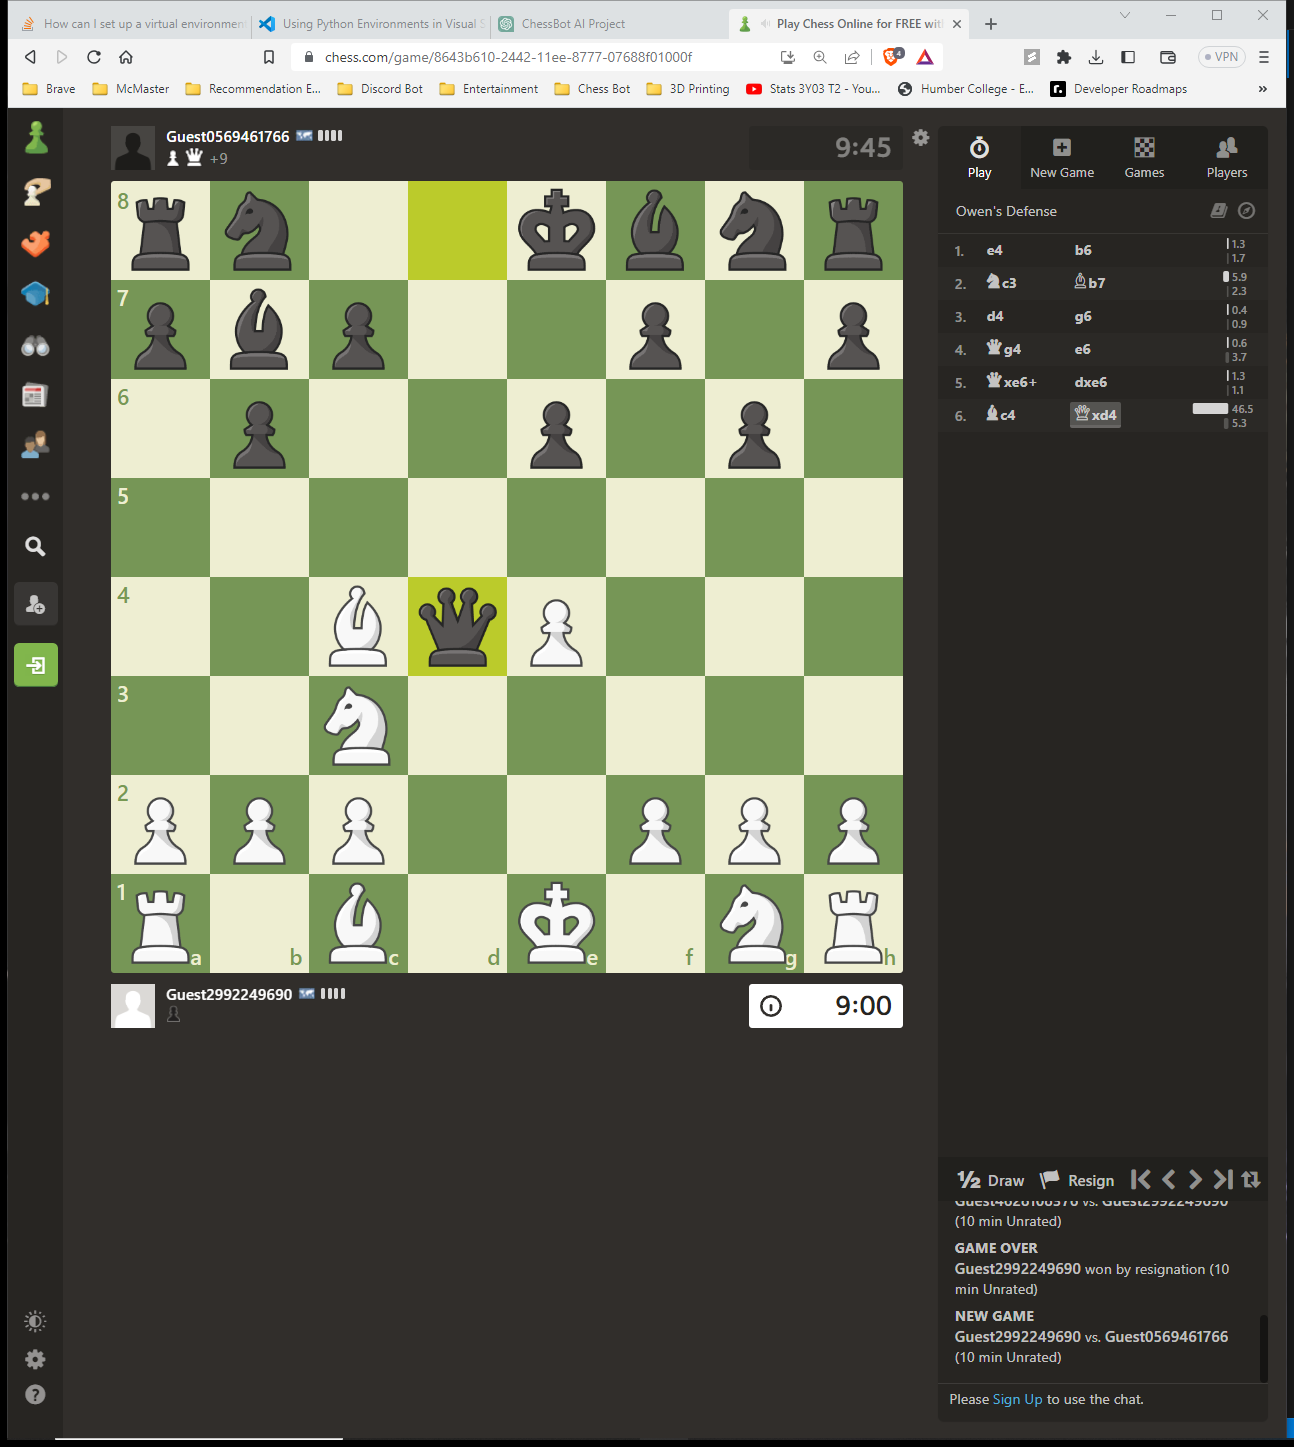 How can I set up a virtual environmen
Using Python Environments in Visual S
ChessBot AI Project
Play Chess Online for FREE wit
chess.com/game/8643b610-2442-11ee-8777-07688f01000f
4
VPN
Brave
McMaster
Recommendation E...
Discord Bot
Entertainment
Chess Bot
3D Printing
Stats 3Y03 T2 - You...
Humber College - E...
Developer Roadmaps
»
Guest0569461766
+9
9:45
8
7
6
5
4
3
2
1
a b c d e f g h
Guest2992249690
9:00
Play
New Game
Games
Players
Owen's Defense
1. e4 b6 1.3
1.7
2. c3 b7 5.9
2.3
3. d4 g6 0.4
0.9
4. g4 e6 0.6
3.7
5. xe6+ dxe6 1.3
1.1
6. c4 xd4 46.5
5.3
½ Draw
Resign
vs. Guest2992249690
(10 min Unrated)
GAME OVER
Guest2992249690 won by resignation (10
min Unrated)
NEW GAME
Guest2992249690 vs. Guest0569461766
(10 min Unrated)
Please Sign Up to use the chat.